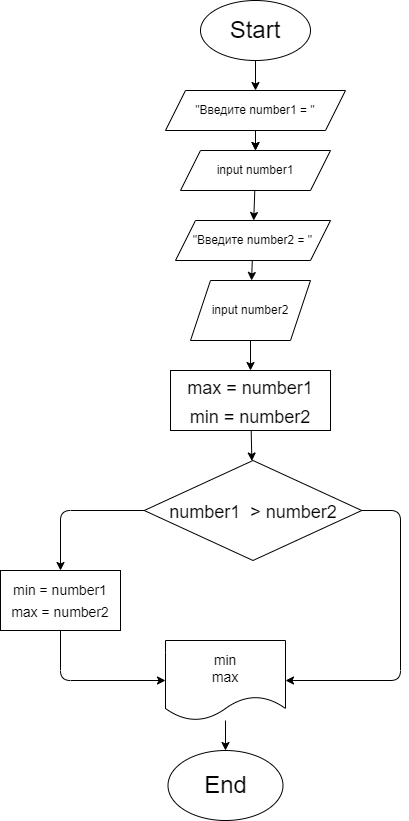 Start
"Введите number1 = "
input number1
"Введите number2 = "
input number2
max = number1
min = number2
number1 > number2
min = number1
max = number2
min
max
End